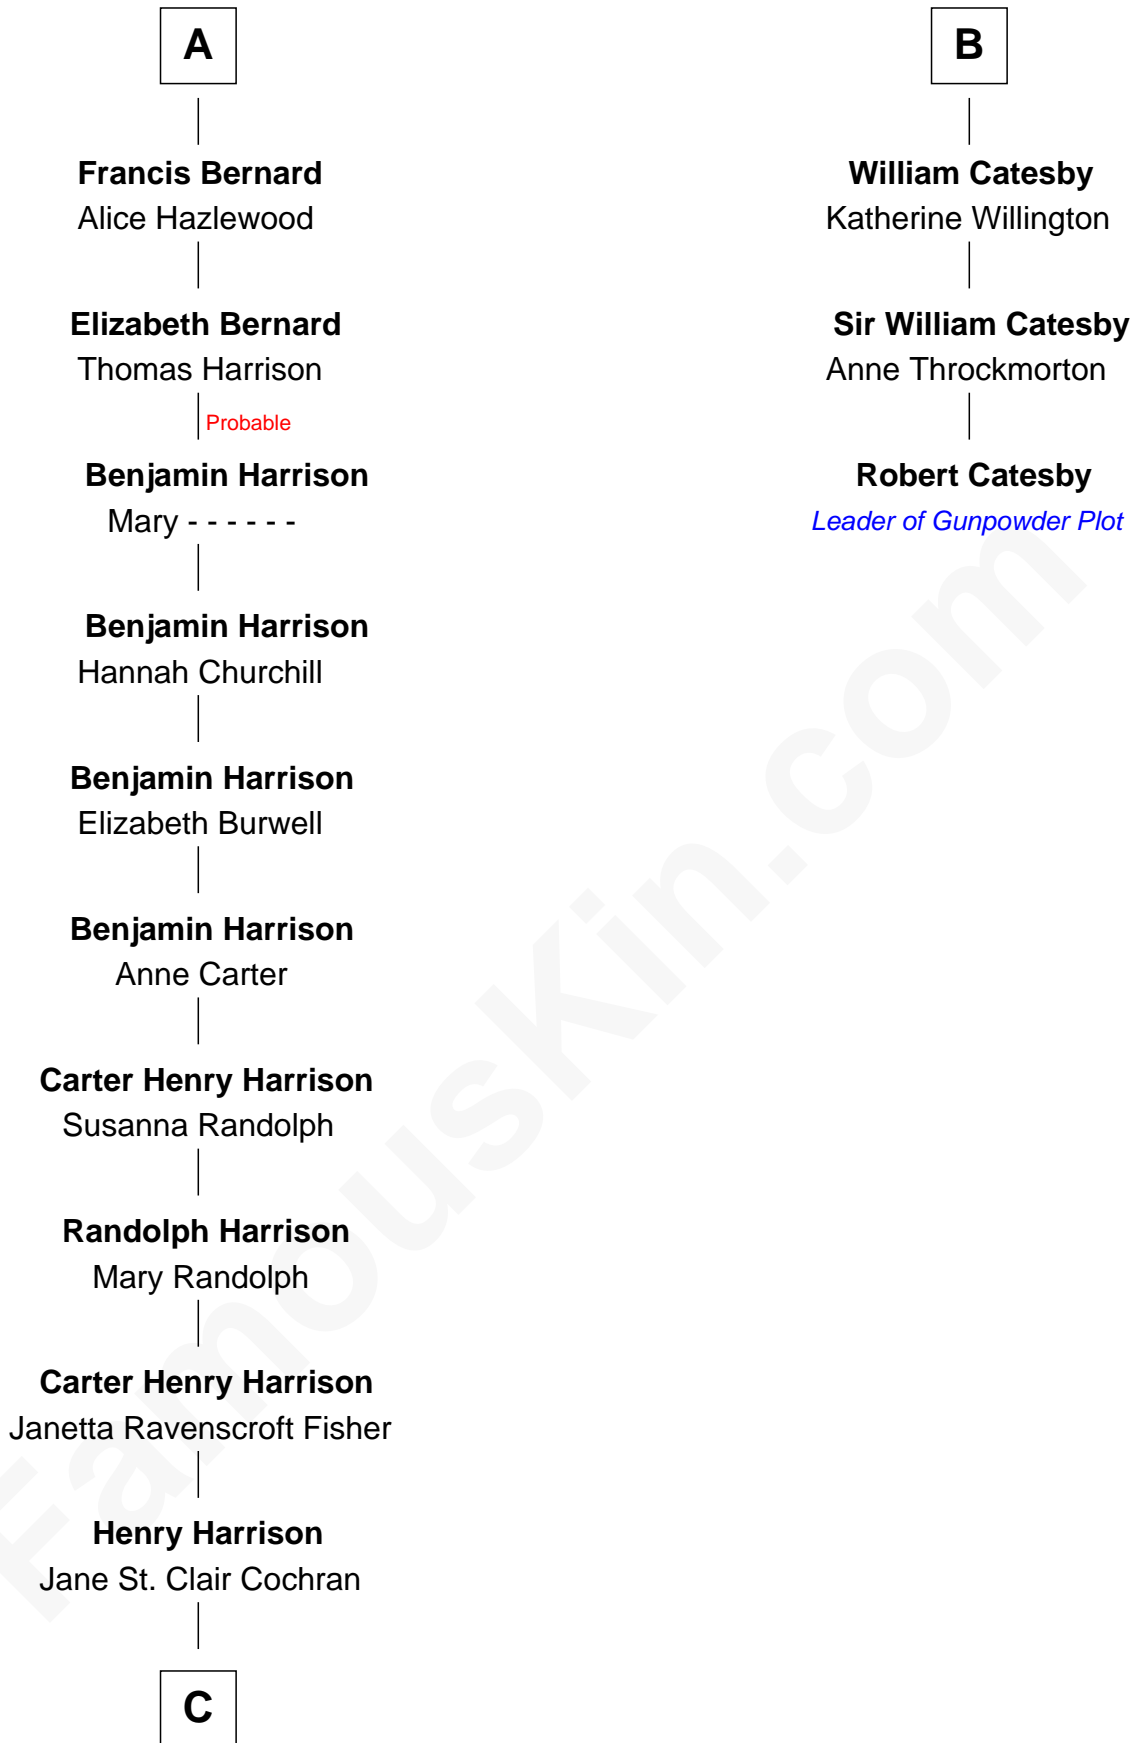 A
Francis Bernard
Alice Hazlewood
Elizabeth Bernard
Thomas Harrison
Probable
Benjamin Harrison
Mary - - - - - -
Benjamin Harrison
Hannah Churchill
Benjamin Harrison
Elizabeth Burwell
Benjamin Harrison
Anne Carter
Carter Henry Harrison
Susanna Randolph
Randolph Harrison
Mary Randolph
Carter Henry Harrison
Janetta Ravenscroft Fisher
Henry Harrison
Jane St. Clair Cochran
C
B
William Catesby
Katherine Willington
Sir William Catesby
Anne Throckmorton
Robert Catesby
Leader of Gunpowder Plot
FamousKin.com